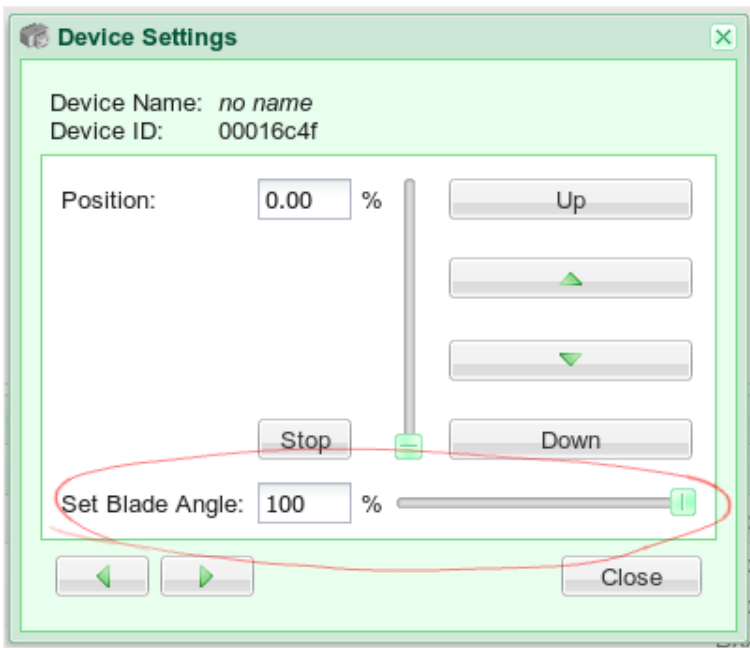 Device Settings
Device Name: no name
Device ID: 00016c4f
Position: 0.00 % Up
Stop Down
Set Blade Angle: 100 %
Close